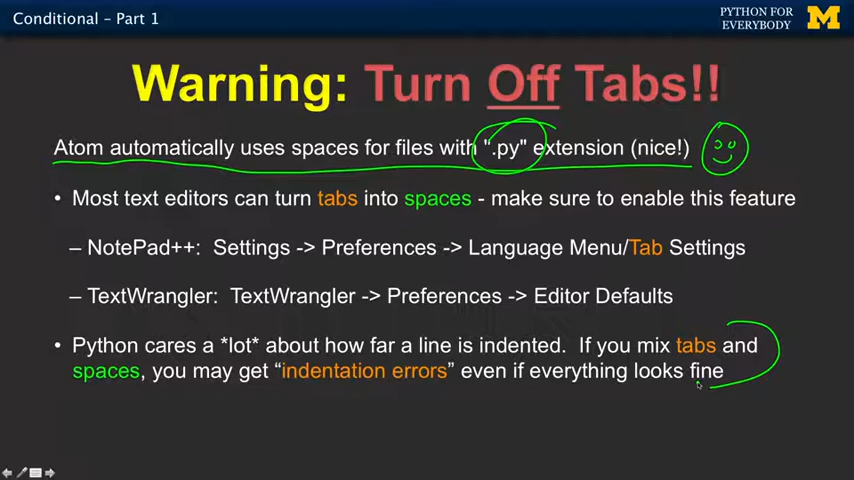 Conditional – Part 1
PYTHON FOR
EVERYBODY
M
Warning: Turn Off Tabs!!
Atom automatically uses spaces for files with ".py" extension (nice!)
• Most text editors can turn tabs into spaces - make sure to enable this feature
– NotePad++: Settings -> Preferences -> Language Menu/Tab Settings
– TextWrangler: TextWrangler -> Preferences -> Editor Defaults
• Python cares a *lot* about how far a line is indented. If you mix tabs and
spaces, you may get “indentation errors” even if everything looks fine